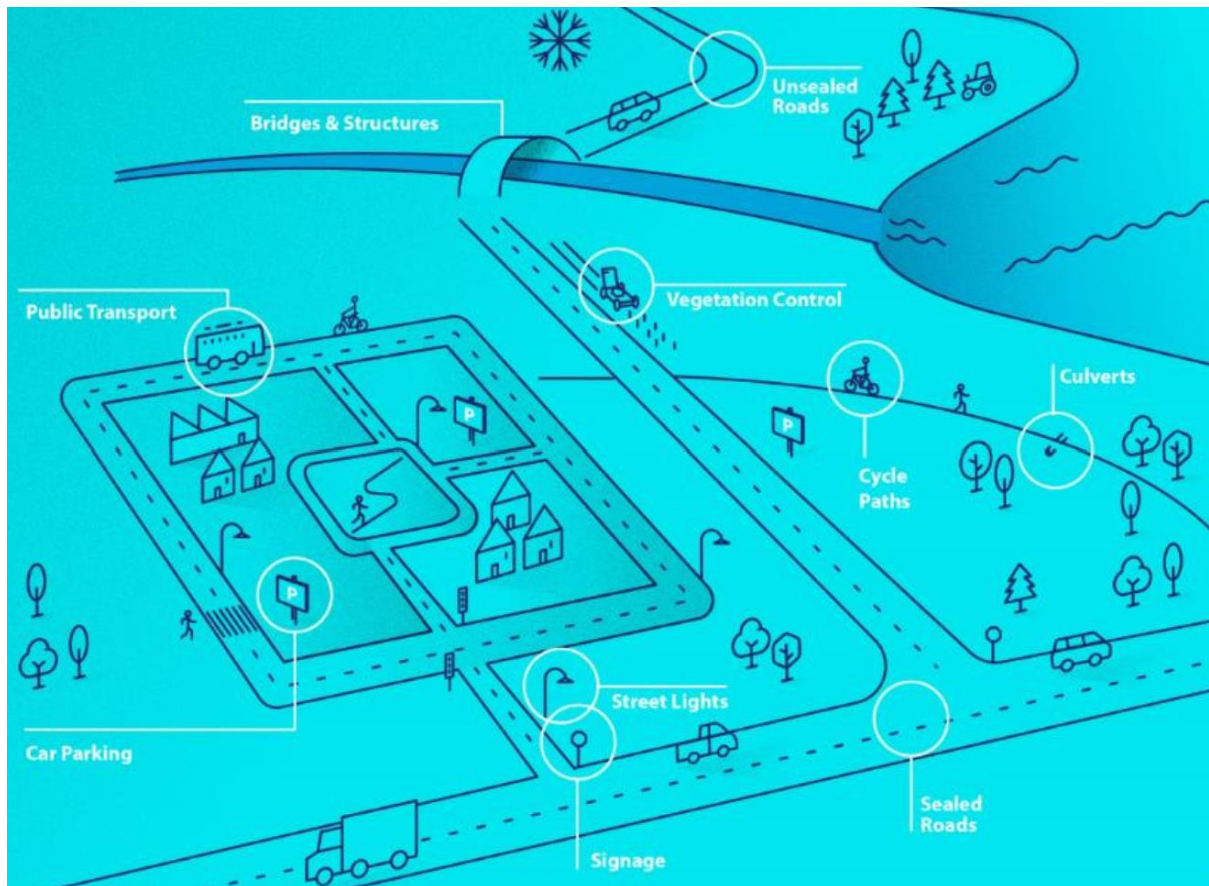 Unsealed
Roads
Bridges & Structures
Public Transport
Vegetation Control
Culverts
P
P
Cycle
Paths
P
Street Lights
Car Parking
Sealed
Roads
Signage